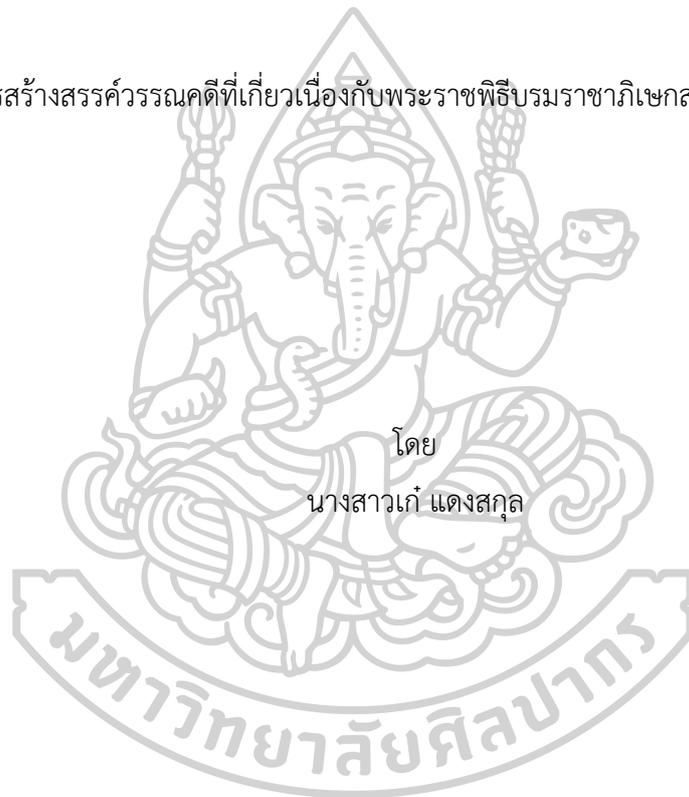 สร้างสรรค์วรรณคดีที่เกี่ยวเนื่องกับพระราชพิธีบรมราชาภิเษก
โดย
นางสาวเก๋ แดงสกุล
มหาวิทยาลัยศิลปากร